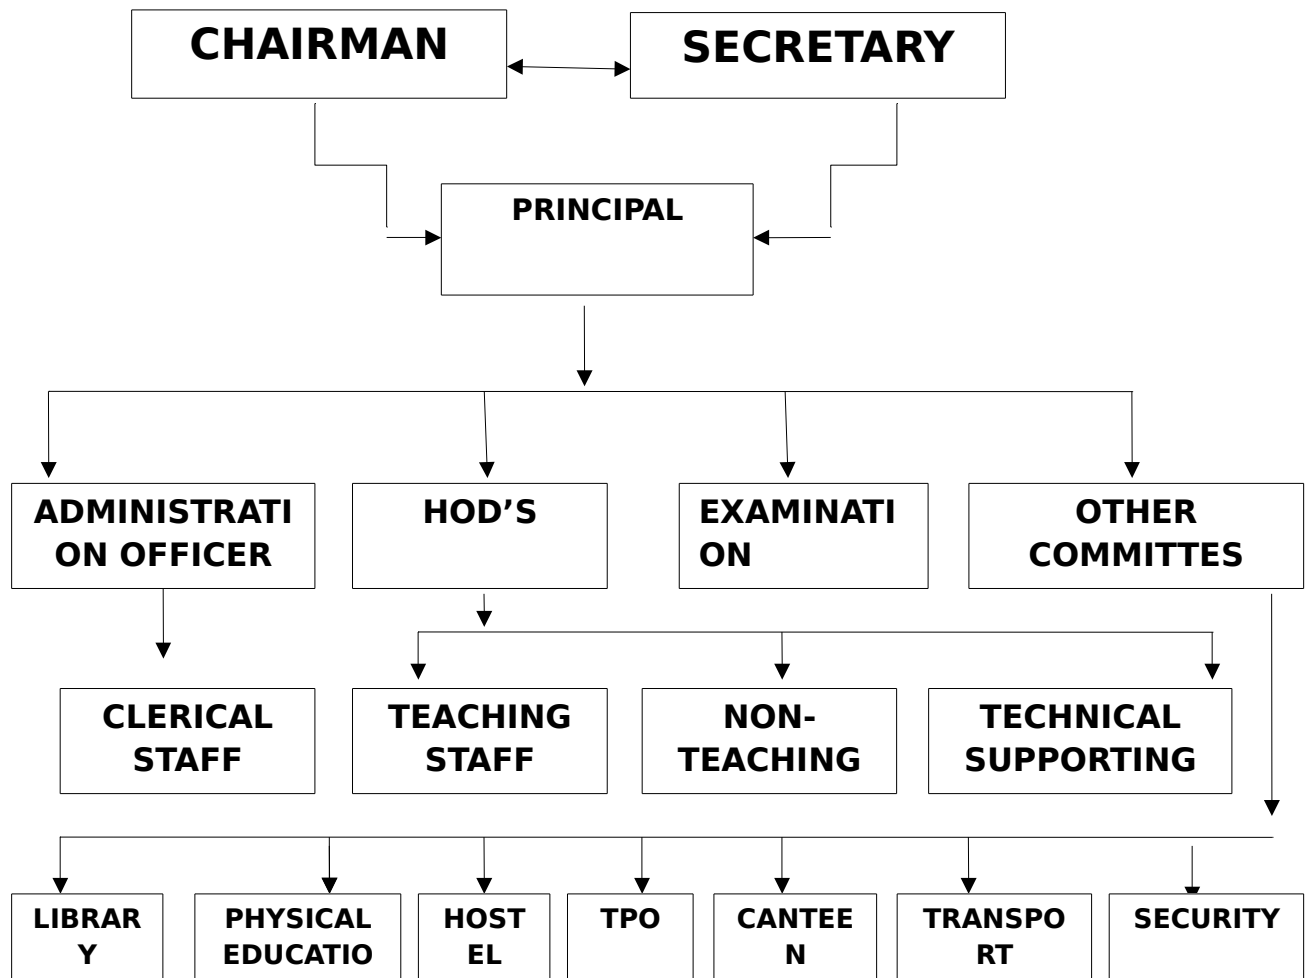 CHAIRMAN
SECRETARY
PRINCIPAL
ADMINISTRATI
ON OFFICER
HOD’S
EXAMINATI
ON
OTHER
COMMITTES
CLERICAL
STAFF
TEACHING
STAFF
NON-
TEACHING
TECHNICAL
SUPPORTING
LIBRAR
Y
PHYSICAL
EDUCATIO
HOST
EL
TPO
CANTEE
N
TRANSPO
RT
SECURITY